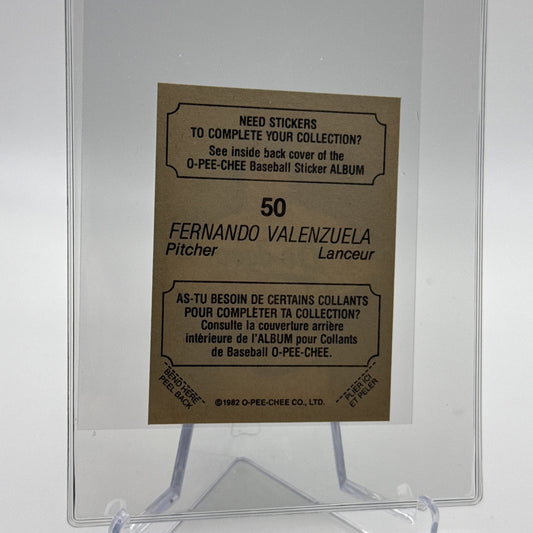 NEED STICKERS
TO COMPLETE YOUR COLLECTION?
See inside back cover of the
O-PEE-CHEE Baseball Sticker ALBUM
50
FERNANDO VALENZUELA
Pitcher Lanceur
AS-TU BESOIN DE CERTAINS COLLANTS
POUR COMPLÉTER TA COLLECTION?
Consulte la couverture arrière
intérieure de l'ALBUM pour Collants
de Baseball O-PEE-CHEE.
BEND HERE
PEEL BACK
©1982 O-PEE-CHEE CO., LTD.
PLIER ICI
ET PELER